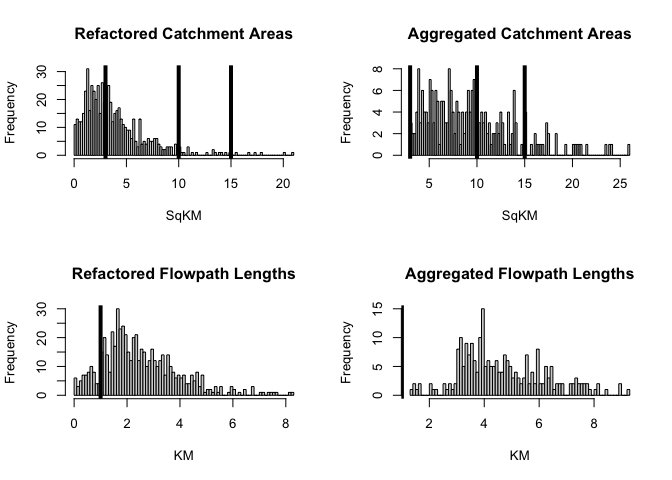 Refactored Catchment Areas
Frequency
0 10 20 30
0 5 10 15 20
SqKM
Aggregated Catchment Areas
Frequency
0 2 4 6 8
5 10 15 20 25
SqKM
Refactored Flowpath Lengths
Frequency
0 10 20 30
0 2 4 6 8
KM
Aggregated Flowpath Lengths
Frequency
0 5 10 15
2 4 6 8
KM